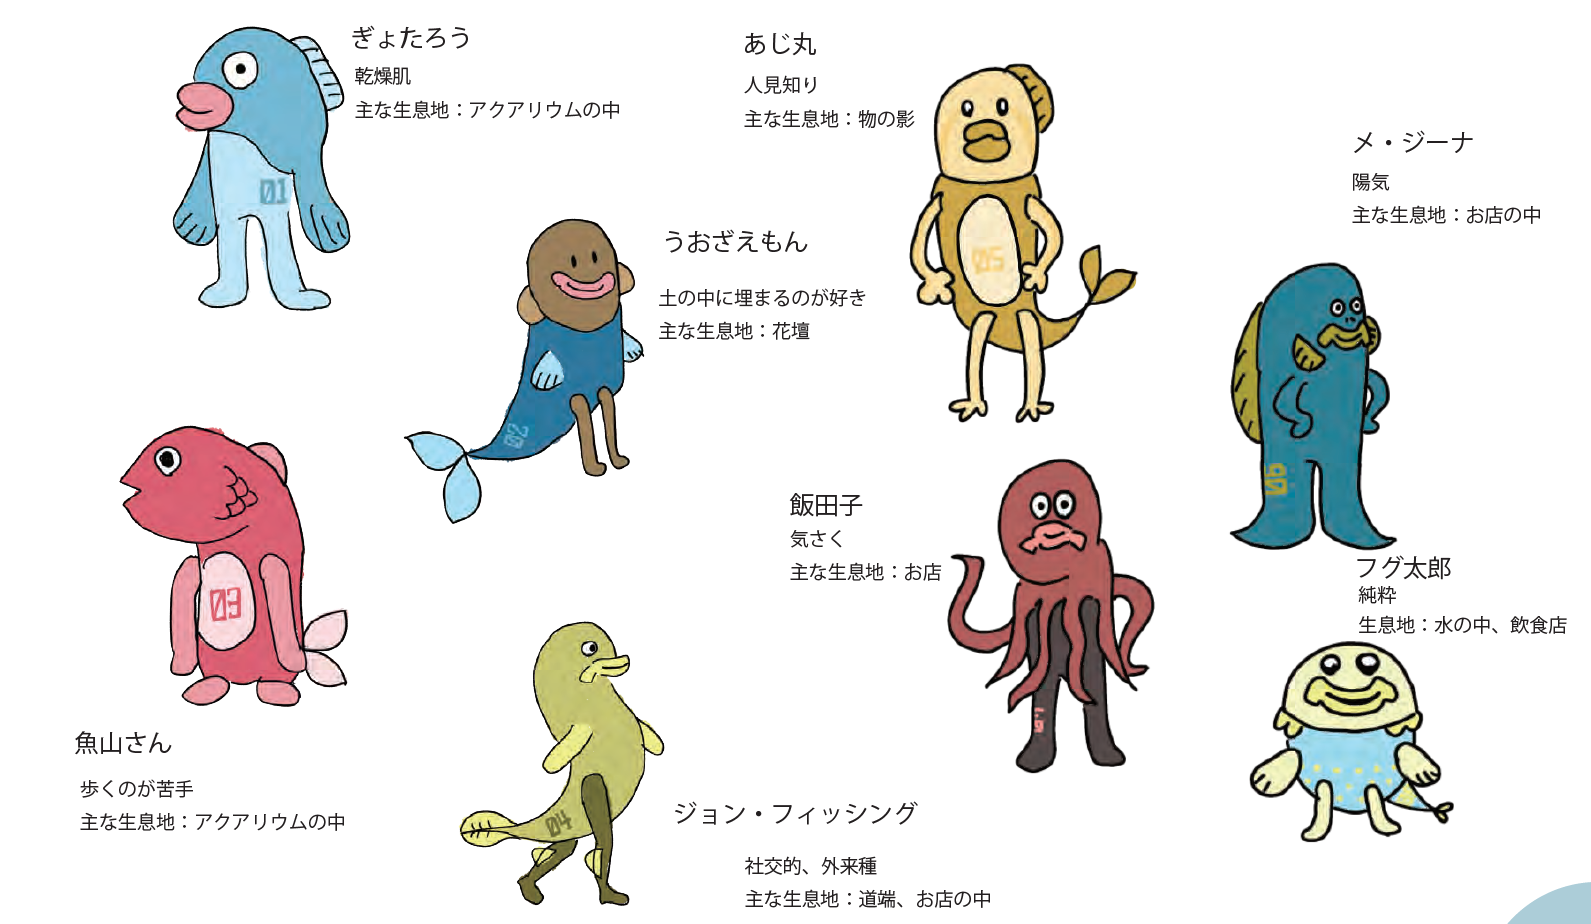 ぎょたろう
乾燥肌
主な生息地：アクアリウムの中
01
うおざえもん
土の中に埋まるのが好き
主な生息地：花壇
02
魚山さん
歩くのが苦手
主な生息地：アクアリウムの中
03
ジョン・フィッシング
社交的、外来種
主な生息地：道端、お店の中
04
あじ丸
人見知り
主な生息地：物の影
05
メ・ジーナ
陽気
主な生息地：お店の中
06
飯田子
気さく
主な生息地：お店
フグ太郎
純粋
生息地：水の中、飲食店